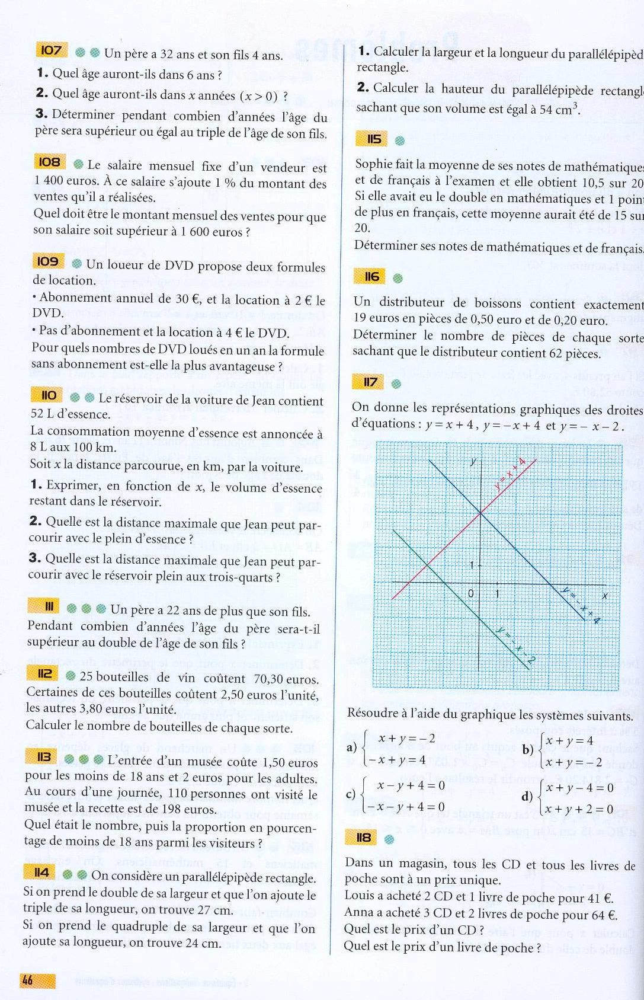 107 Un père a 32 ans et son fils 4 ans.
1. Quel âge auront-ils dans 6 ans ?
2. Quel âge auront-ils dans x années (x > 0) ?
3. Déterminer pendant combien d'années l'âge du
père sera supérieur ou égal au triple de l'âge de son fils.
108 Le salaire mensuel fixe d'un vendeur est
1 400 euros. À ce salaire s'ajoute 1 % du montant des
ventes qu'il a réalisées.
Quel doit être le montant mensuel des ventes pour que
son salaire soit supérieur à 1 600 euros ?
109 Un loueur de DVD propose deux formules
de location.
• Abonnement annuel de 30 €, et la location à 2 € le
DVD.
• Pas d'abonnement et la location à 4 € le DVD.
Pour quels nombres de DVD loués en un an la formule
sans abonnement est-elle la plus avantageuse ?
110 Le réservoir de la voiture de Jean contient
52 L d'essence.
La consommation moyenne d'essence est annoncée à
8 L aux 100 km.
Soit x la distance parcourue, en km, par la voiture.
1. Exprimer, en fonction de x, le volume d'essence
restant dans le réservoir.
2. Quelle est la distance maximale que Jean peut par-
courir avec le plein d'essence ?
3. Quelle est la distance maximale que Jean peut par-
courir avec le réservoir plein aux trois-quarts ?
111 Un père a 22 ans de plus que son fils.
Pendant combien d'années l'âge du père sera-t-il
supérieur au double de l'âge de son fils ?
112 25 bouteilles de vin coûtent 70,30 euros.
Certaines de ces bouteilles coûtent 2,50 euros l'unité,
les autres 3,80 euros l'unité.
Calculer le nombre de bouteilles de chaque sorte.
113 L'entrée d'un musée coûte 1,50 euros
pour les moins de 18 ans et 2 euros pour les adultes.
Au cours d'une journée, 110 personnes ont visité le
musée et la recette est de 198 euros.
Quel était le nombre, puis la proportion en pourcen-
tage de moins de 18 ans parmi les visiteurs ?
114 On considère un parallélépipède rectangle.
Si on prend le double de sa largeur et que l'on ajoute le
triple de sa longueur, on trouve 27 cm.
Si on prend le quadruple de sa largeur et que l'on
ajoute sa longueur, on trouve 24 cm.
46
1. Calculer la largeur et la longueur du parallélépipèd
rectangle.
2. Calculer la hauteur du parallélépipède rectangl
sachant que son volume est égal à 54 cm³.
115
Sophie fait la moyenne de ses notes de mathématique
et de français à l'examen et elle obtient 10,5 sur 20
Si elle avait eu le double en mathématiques et 1 poin
de plus en français, cette moyenne aurait été de 15 su
20.
Déterminer ses notes de mathématiques et de français.
116
Un distributeur de boissons contient exactement
19 euros en pièces de 0,50 euro et de 0,20 euro.
Déterminer le nombre de pièces de chaque sorte
sachant que le distributeur contient 62 pièces.
117
On donne les représentations graphiques des droites
d'équations : y = x + 4, y = −x + 4 et y = − x − 2.
y
y = x + 4
1
0 1 x
y = − x + 4
y = − x − 2
Résoudre à l'aide du graphique les systèmes suivants.
a) { x + y = −2
−x + y = 4
b) { x + y = 4
x + y = −2
c) { x − y + 4 = 0
−x − y + 4 = 0
d) { x + y − 4 = 0
x + y + 2 = 0
118
Dans un magasin, tous les CD et tous les livres de
poche sont à un prix unique.
Louis a acheté 2 CD et 1 livre de poche pour 41 €.
Anna a acheté 3 CD et 2 livres de poche pour 64 €.
Quel est le prix d'un CD ?
Quel est le prix d'un livre de poche ?